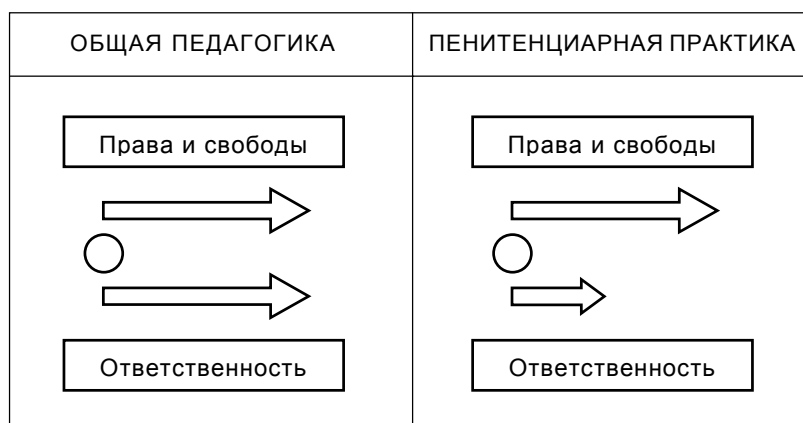 ОБЩАЯ ПЕДАГОГИКА
ПЕНИТЕНЦИАРНАЯ ПРАКТИКА
Права и свободы
Права и свободы
Ответственность
Ответственность